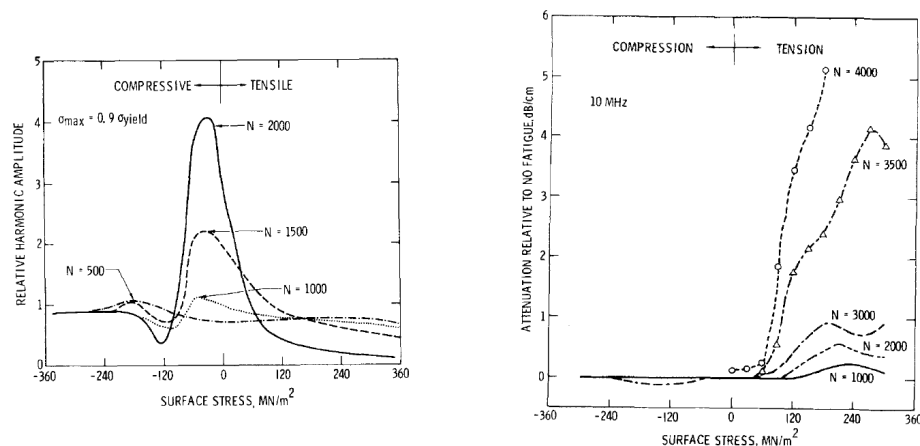 COMPRESSIVE
TENSILE
σmax = 0.9 σyield
N = 2000
N = 1500
N = 500
N = 1000
RELATIVE HARMONIC AMPLITUDE
5
4
3
2
1
0
-360
-240
-120
0
120
240
360
SURFACE STRESS, MN/m²
COMPRESSION
TENSION
10 MHz
N = 4000
N = 3500
N = 3000
N = 2000
N = 1000
ATTENUATION RELATIVE TO NO FATIGUE, dB/cm
6
5
4
3
2
1
0
-360
-240
-120
0
120
240
360
SURFACE STRESS, MN/m²